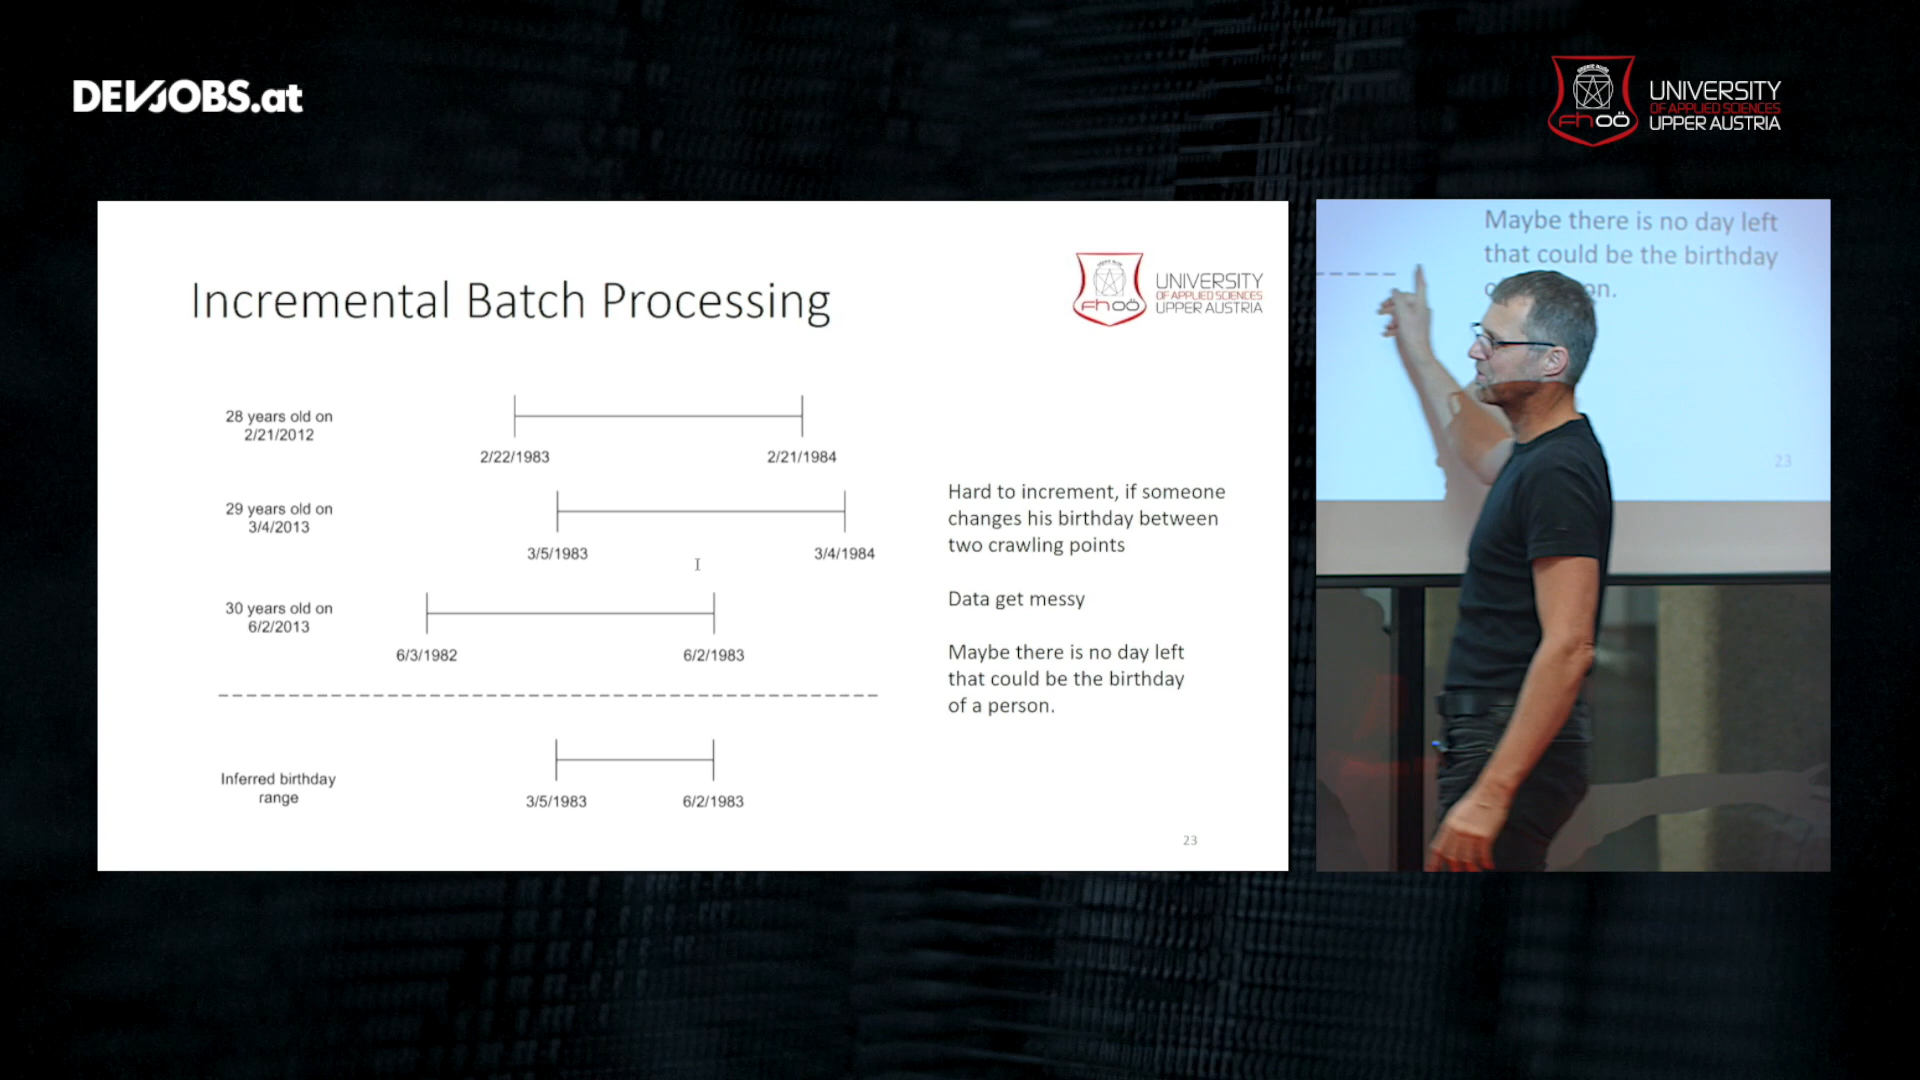 DEVJOBS.at
UNIVERSITY
OF APPLIED SCIENCES
UPPER AUSTRIA
fh oö
Incremental Batch Processing
UNIVERSITY
OF APPLIED SCIENCES
UPPER AUSTRIA
fh oö
28 years old on
2/21/2012
2/22/1983
2/21/1984
29 years old on
3/4/2013
3/5/1983
3/4/1984
30 years old on
6/2/2013
6/3/1982
6/2/1983
Inferred birthday
range
3/5/1983
6/2/1983
Hard to increment, if someone
changes his birthday between
two crawling points
Data get messy
Maybe there is no day left
that could be the birthday
of a person.
23
Maybe there is no day left
that could be the birthday
23